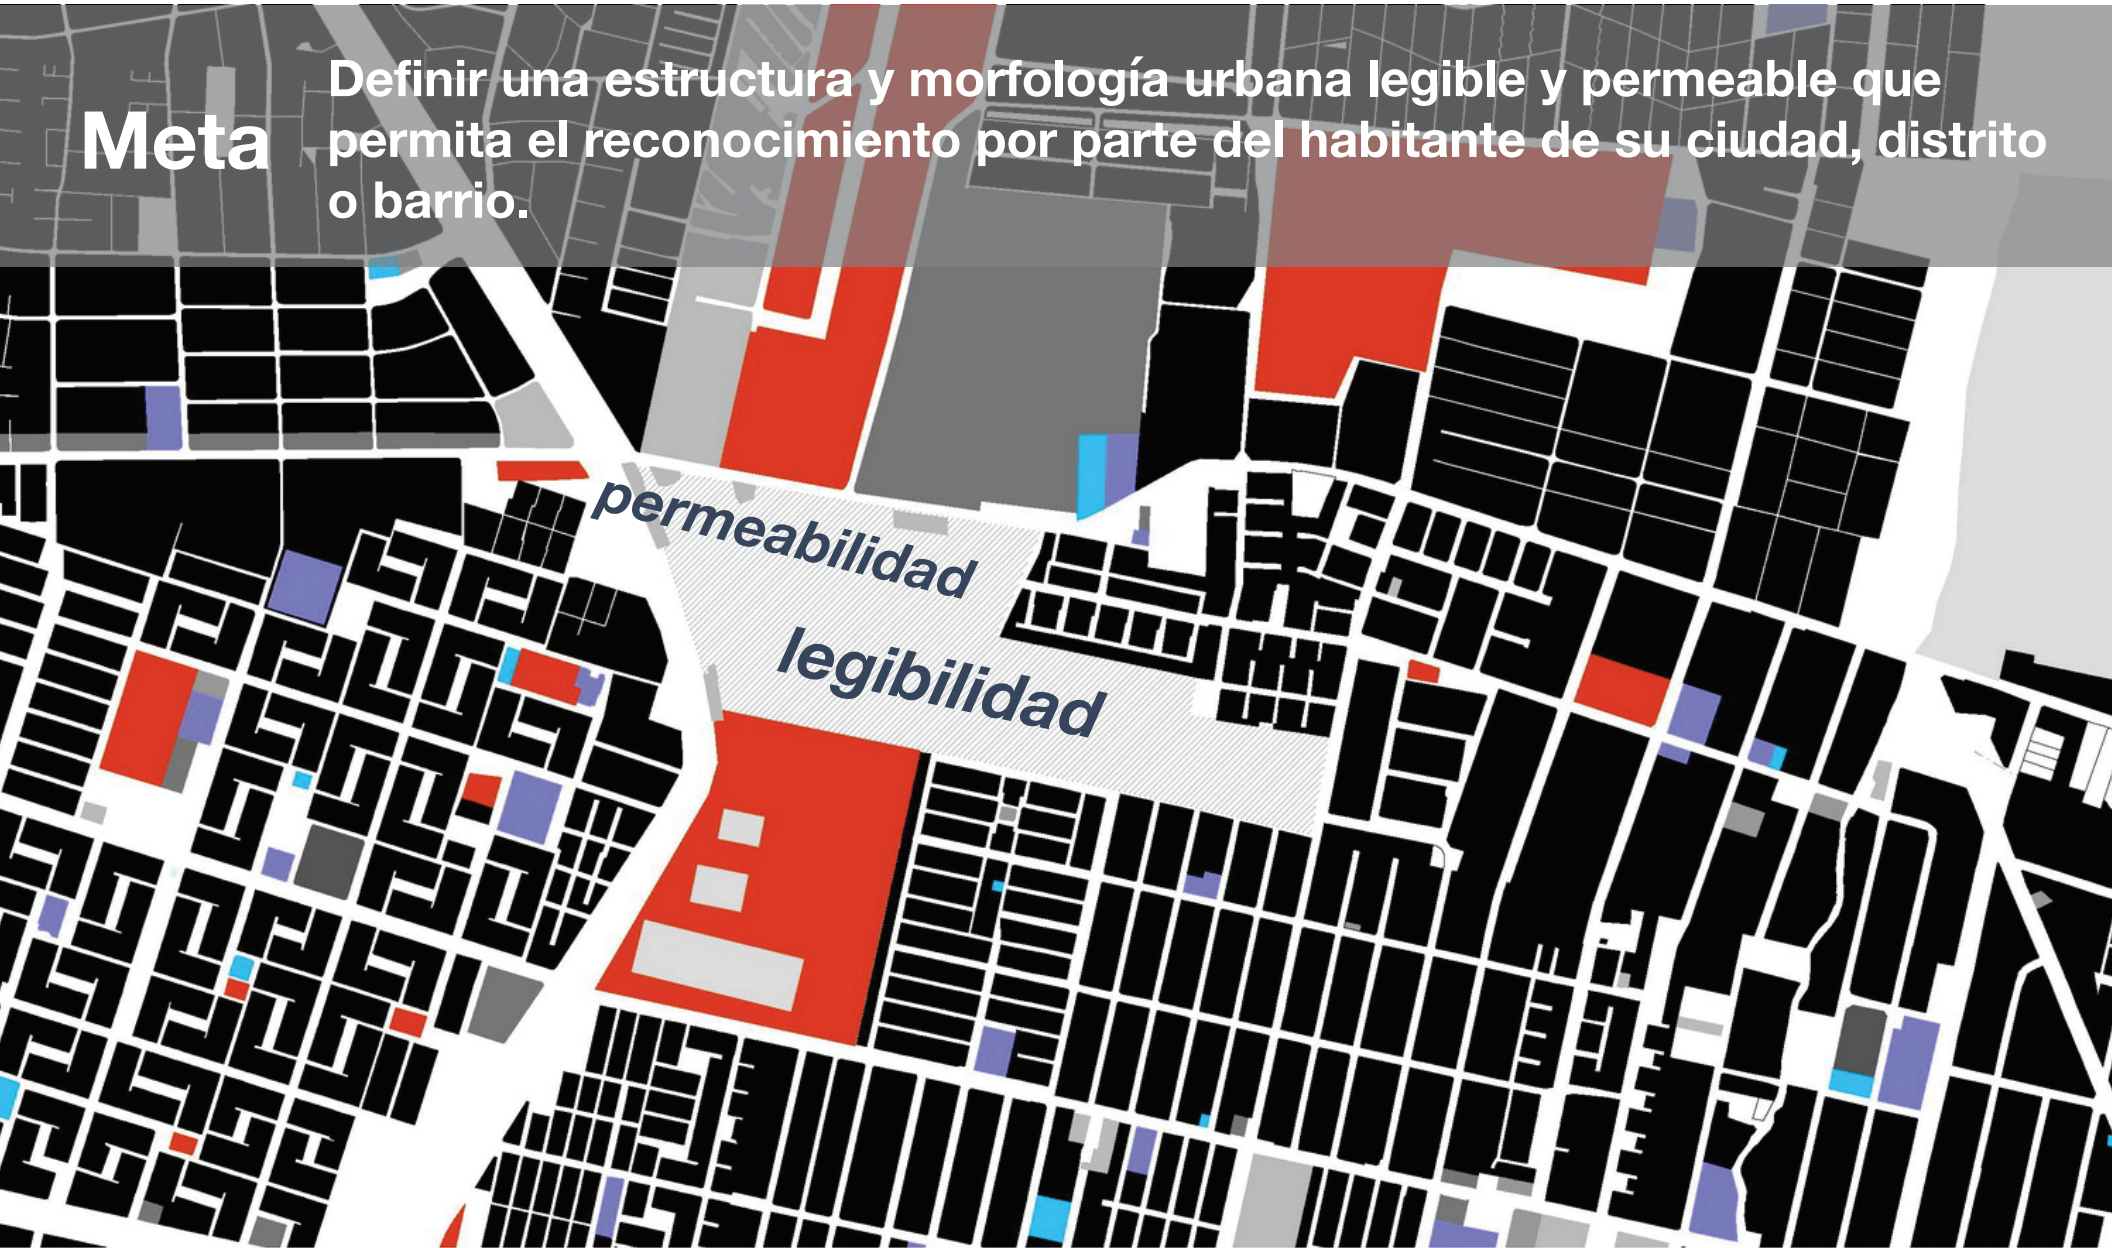 Meta
Definir una estructura y morfología urbana legible y permeable que
permita el reconocimiento por parte del habitante de su ciudad, distrito
o barrio.
permeabilidad
legibilidad